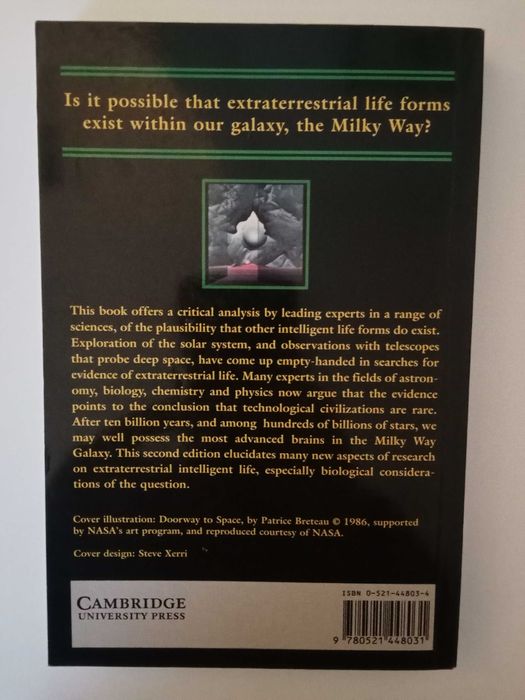 Is it possible that extraterrestrial life forms
exist within our galaxy, the Milky Way?
This book offers a critical analysis by leading experts in a range of
sciences, of the plausibility that other intelligent life forms do exist.
Exploration of the solar system, and observations with telescopes
that probe deep space, have come up empty-handed in searches for
evidence of extraterrestrial life. Many experts in the fields of astron-
omy, biology, chemistry and physics now argue that the evidence
points to the conclusion that technological civilizations are rare.
After ten billion years, and among hundreds of billions of stars, we
may well possess the most advanced brains in the Milky Way
Galaxy. This second edition elucidates many new aspects of research
on extraterrestrial intelligent life, especially biological considera-
tions of the question.
Cover illustration: Doorway to Space, by Patrice Breteau © 1986, supported
by NASA's art program, and reproduced courtesy of NASA.
Cover design: Steve Xerri
CAMBRIDGE
UNIVERSITY PRESS
ISBN 0-521-44803-4
9 780521 448031